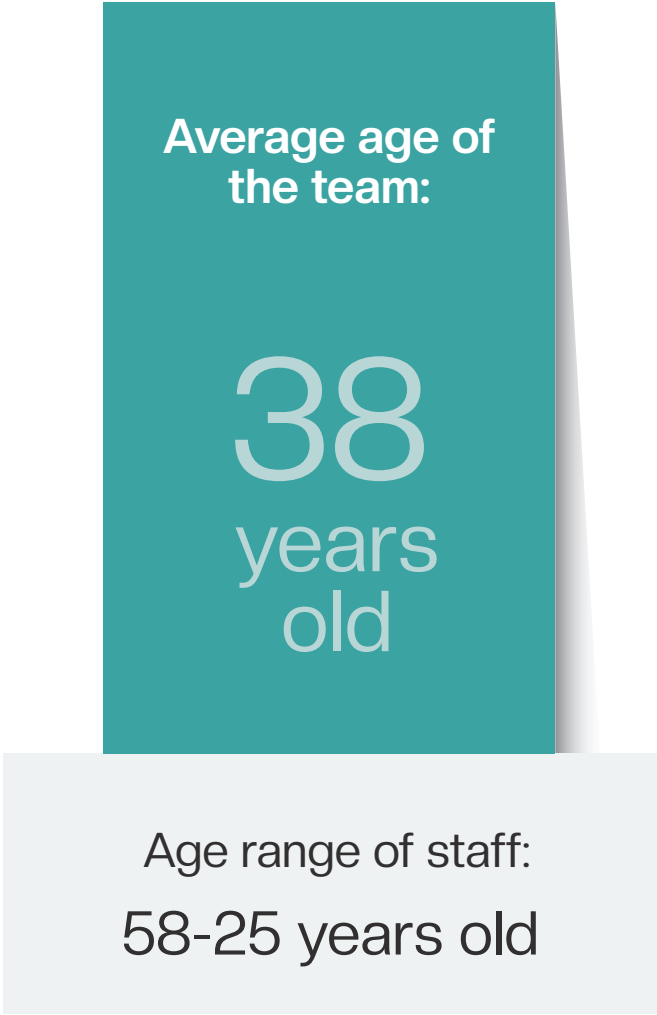 Average age of
the team:
38
years
old
Age range of staff:
58-25 years old